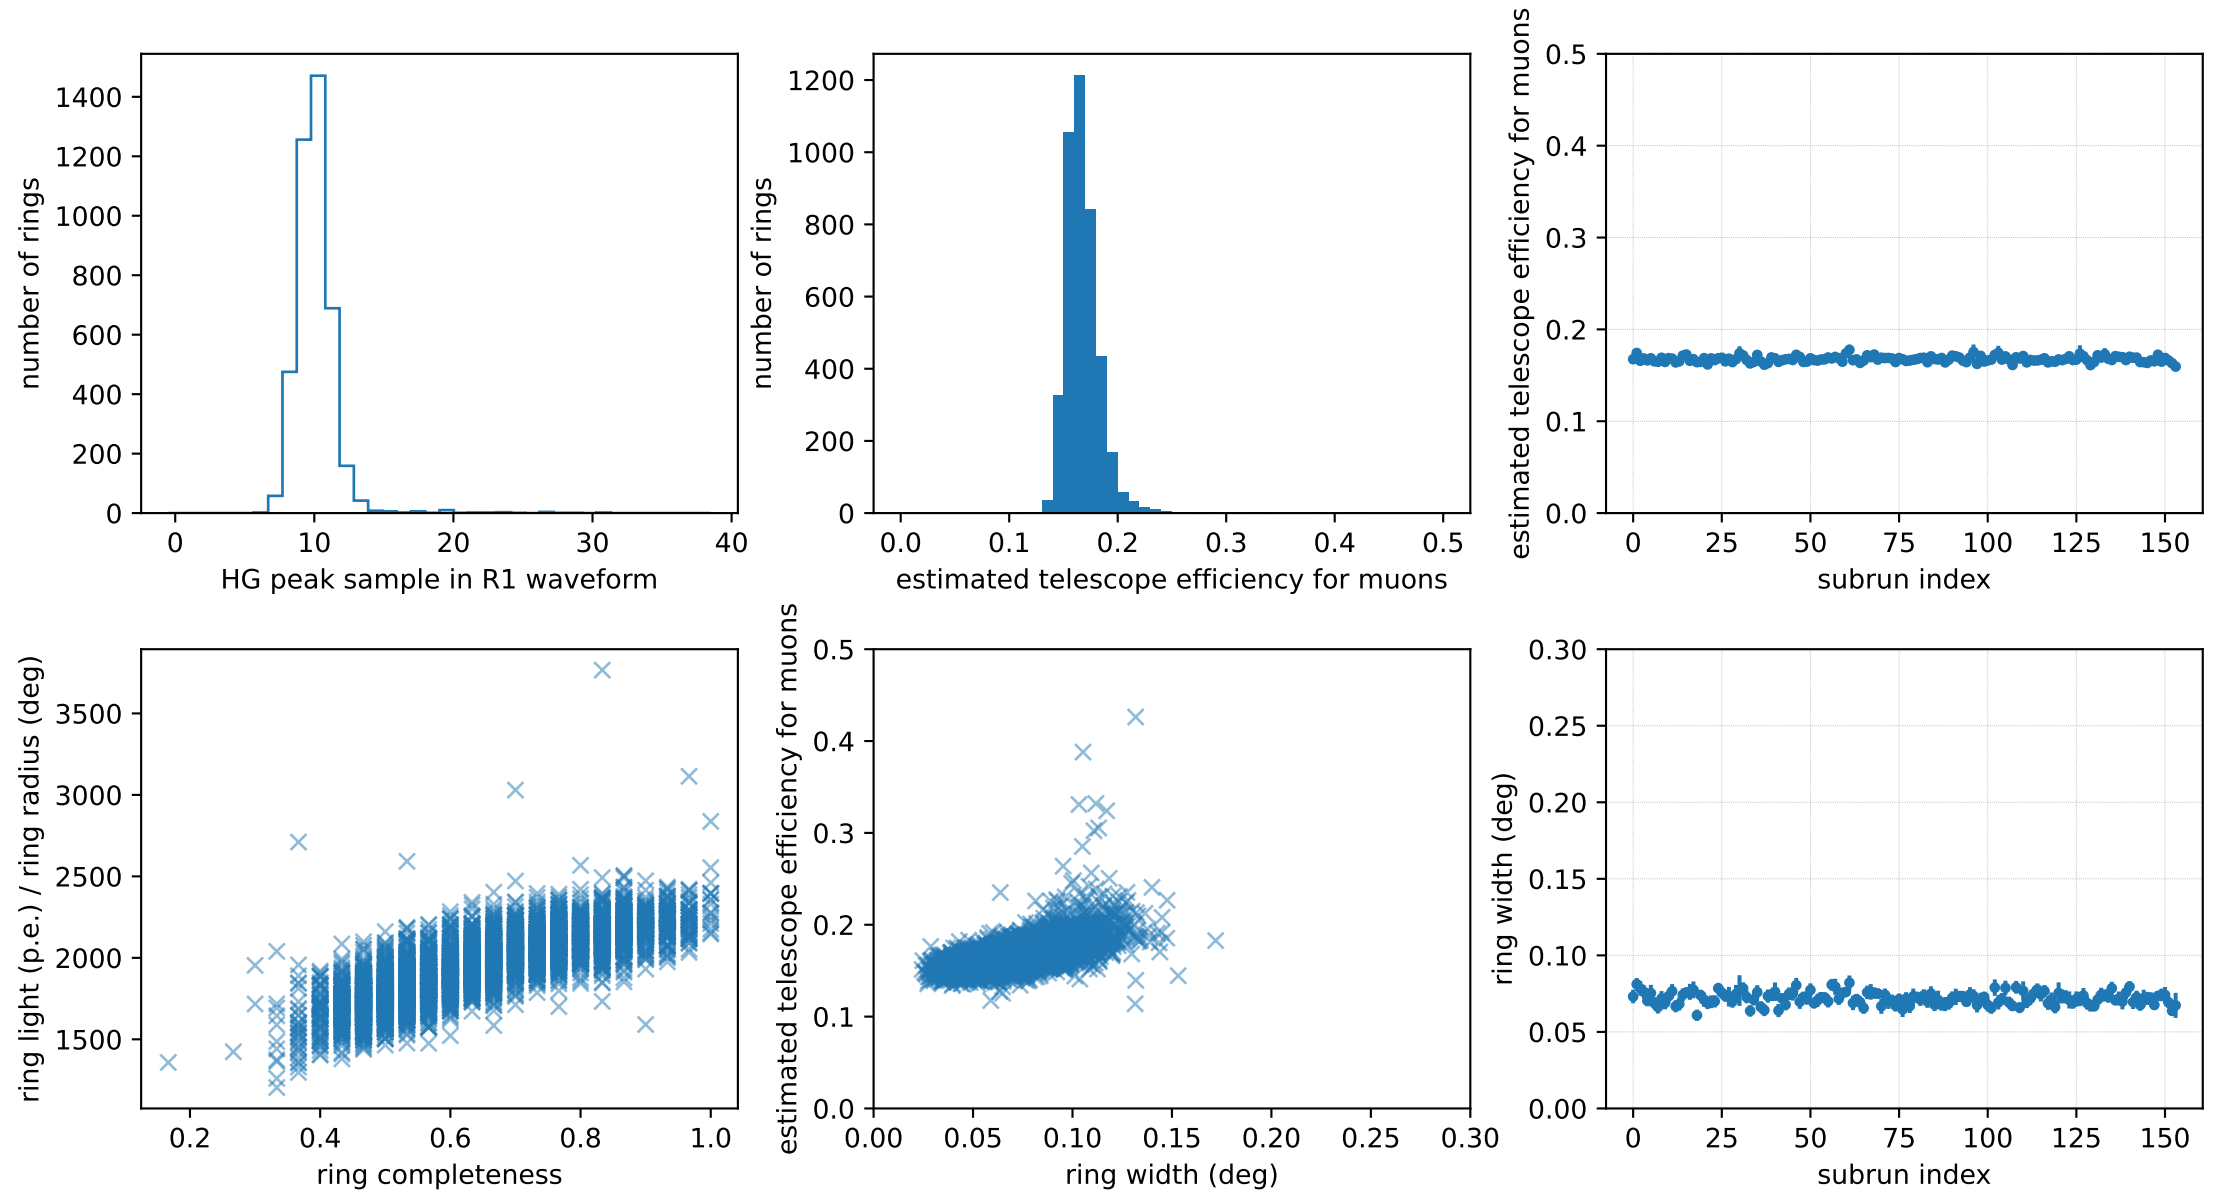 number of rings
1400
1200
1000
800
600
400
200
0
0 10 20 30 40
HG peak sample in R1 waveform
number of rings
1200
1000
800
600
400
200
0
0.0 0.1 0.2 0.3 0.4 0.5
estimated telescope efficiency for muons
estimated telescope efficiency for muons
0.5
0.4
0.3
0.2
0.1
0.0
0 25 50 75 100 125 150
subrun index
ring light (p.e.) / ring radius (deg)
3500
3000
2500
2000
1500
0.2 0.4 0.6 0.8 1.0
ring completeness
estimated telescope efficiency for muons
0.5
0.4
0.3
0.2
0.1
0.0
0.00 0.05 0.10 0.15 0.20 0.25 0.30
ring width (deg)
ring width (deg)
0.30
0.25
0.20
0.15
0.10
0.05
0.00
0 25 50 75 100 125 150
subrun index